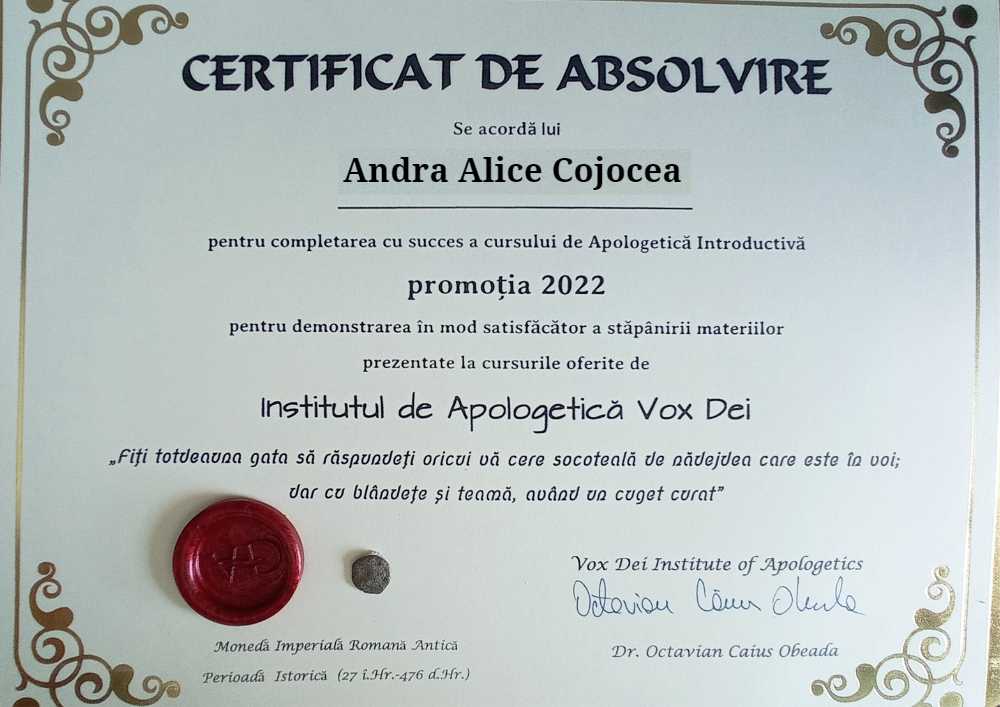 CERTIFICAT DE ABSOLVIRE
Se acordă lui
Andra Alice Cojocea
pentru completarea cu succes a cursului de Apologetică Introductivă
promoția 2022
pentru demonstrarea în mod satisfăcător a stăpânirii materiilor
prezentate la cursurile oferite de
Institutul de Apologetică Vox Dei
„Fiți totdeauna gata să răspundeți oricui vă cere socoteală de nădejdea care este în voi;
dar cu blândețe și teamă, având un cuget curat”
Vox Dei Institute of Apologetics
Octavian Caius Obeada
Monedă Imperială Romană Antică
Dr. Octavian Caius Obeada
Perioadă Istorică (27 î.Hr.-476 d.Hr.)